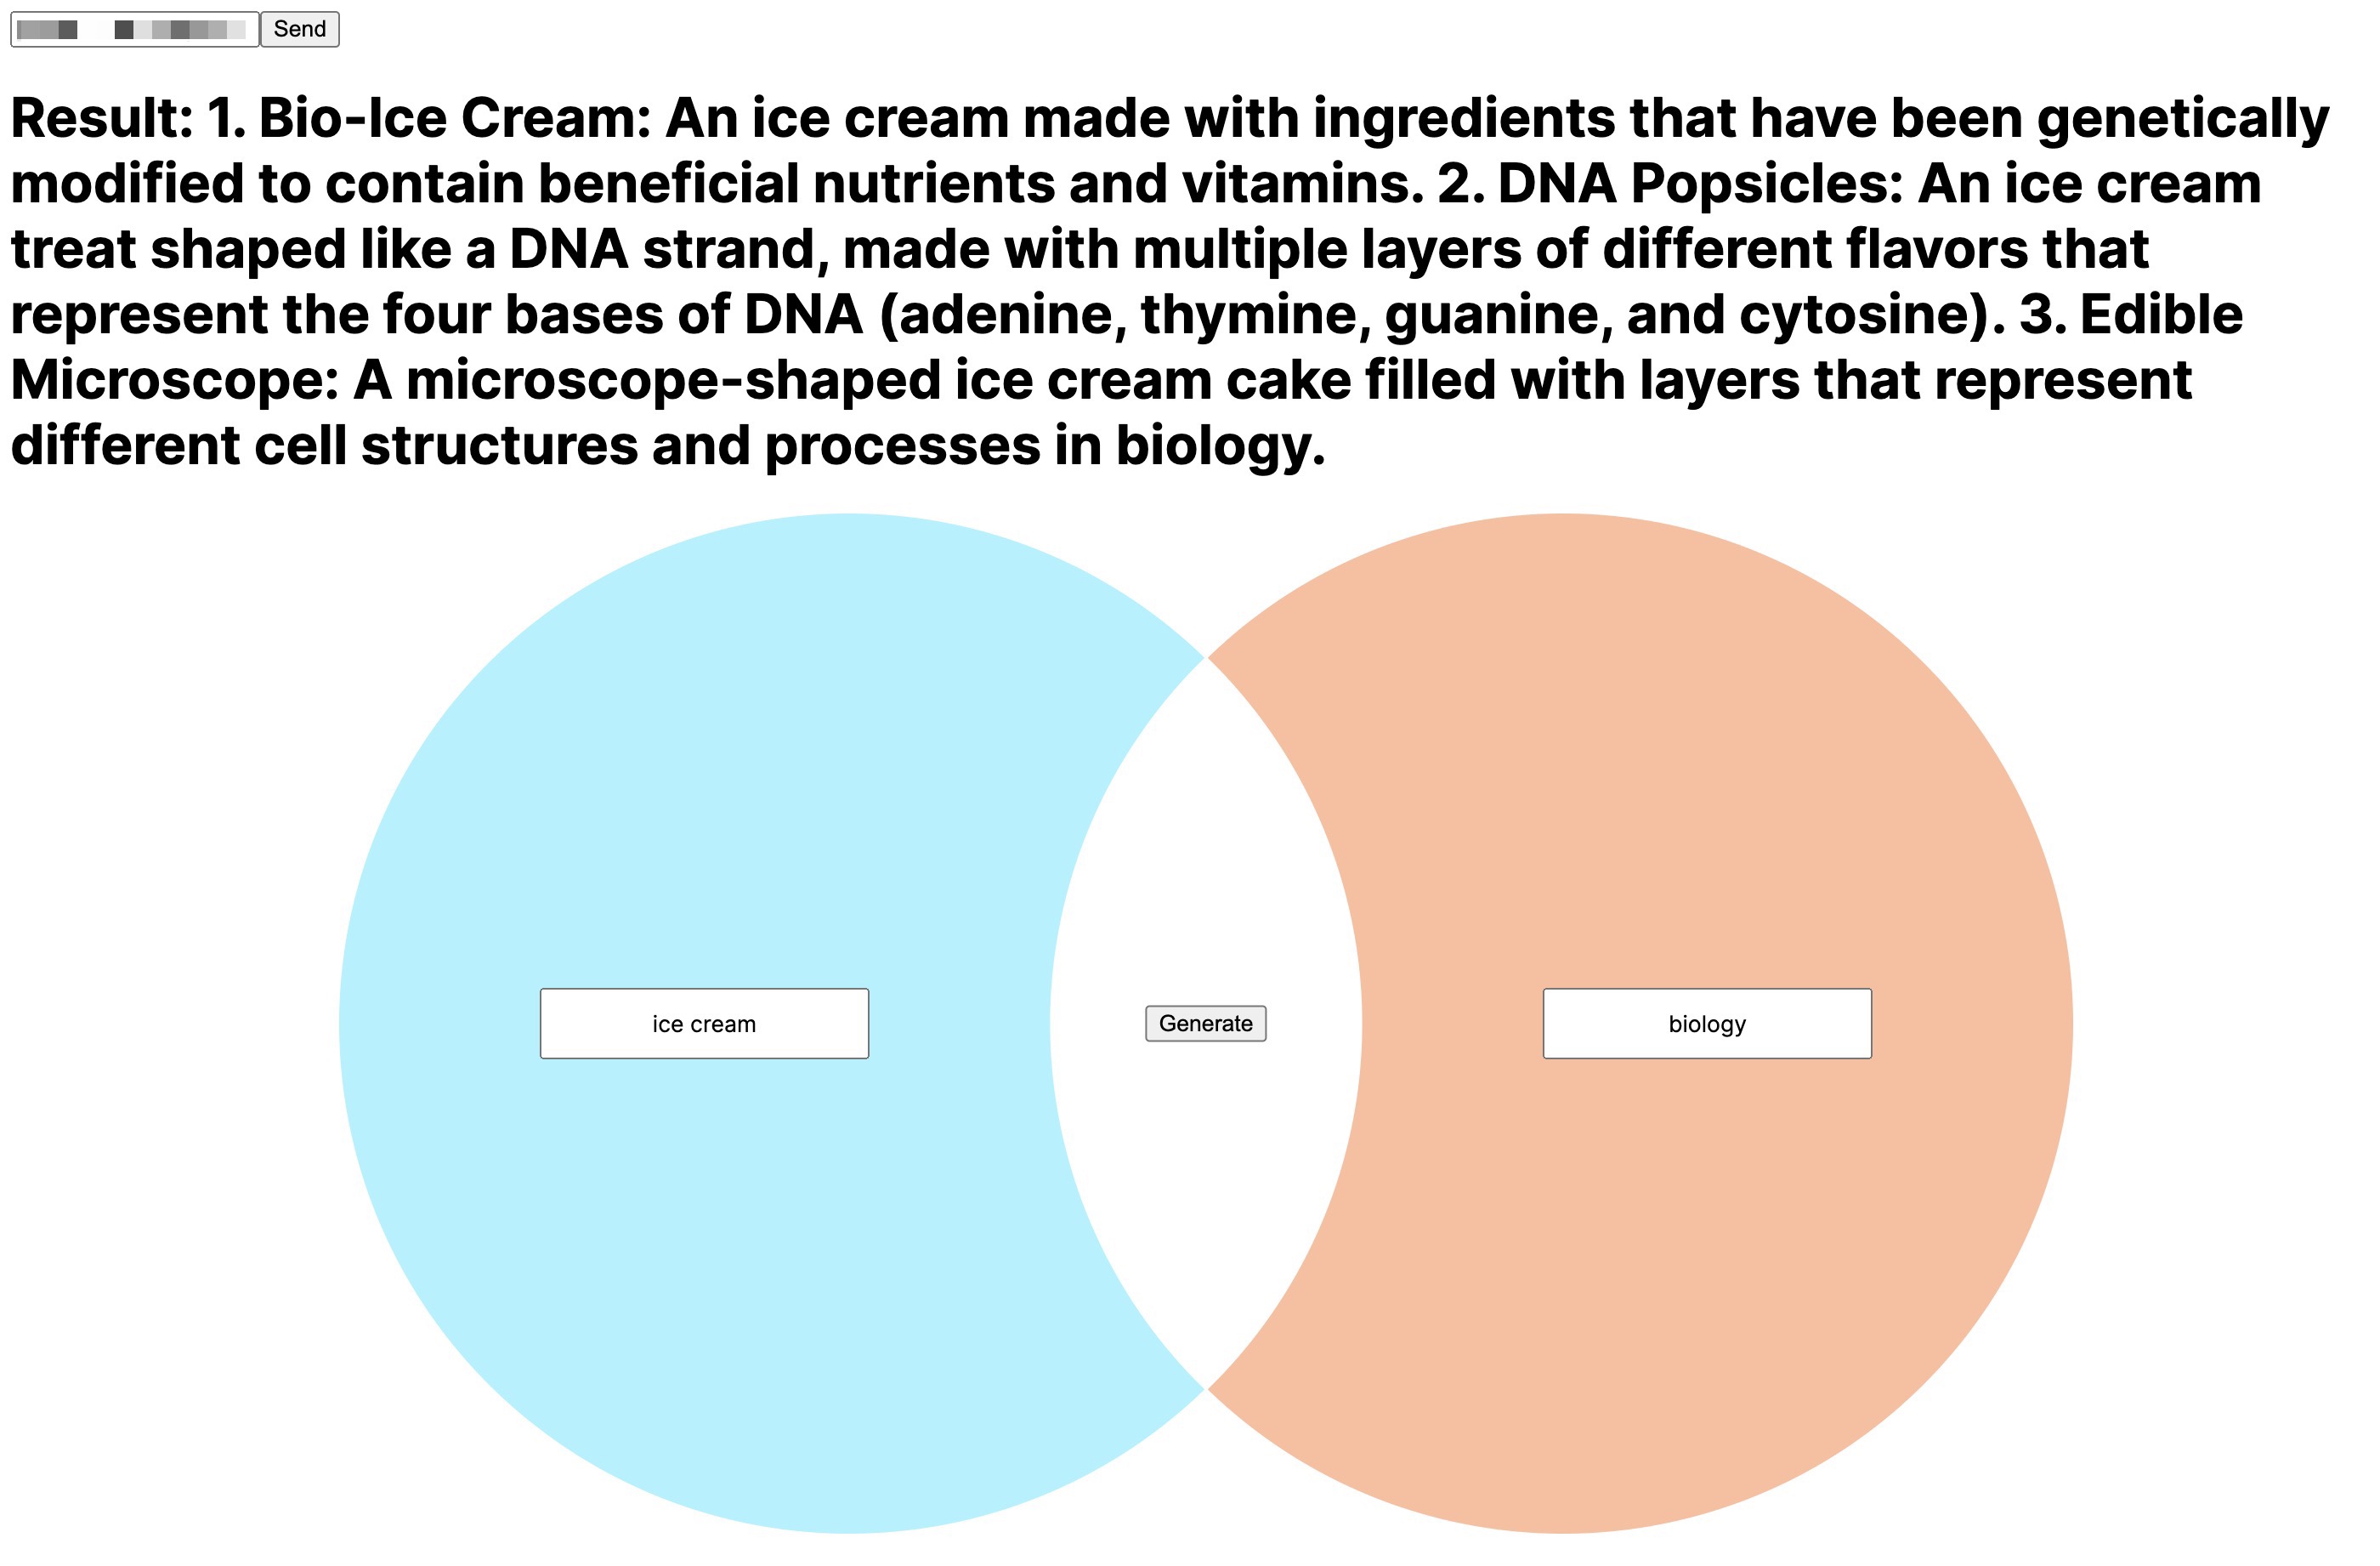 Send
Result: 1. Bio-Ice Cream: An ice cream made with ingredients that have been genetically
modified to contain beneficial nutrients and vitamins. 2. DNA Popsicles: An ice cream
treat shaped like a DNA strand, made with multiple layers of different flavors that
represent the four bases of DNA (adenine, thymine, guanine, and cytosine). 3. Edible
Microscope: A microscope-shaped ice cream cake filled with layers that represent
different cell structures and processes in biology.
ice cream
Generate
biology